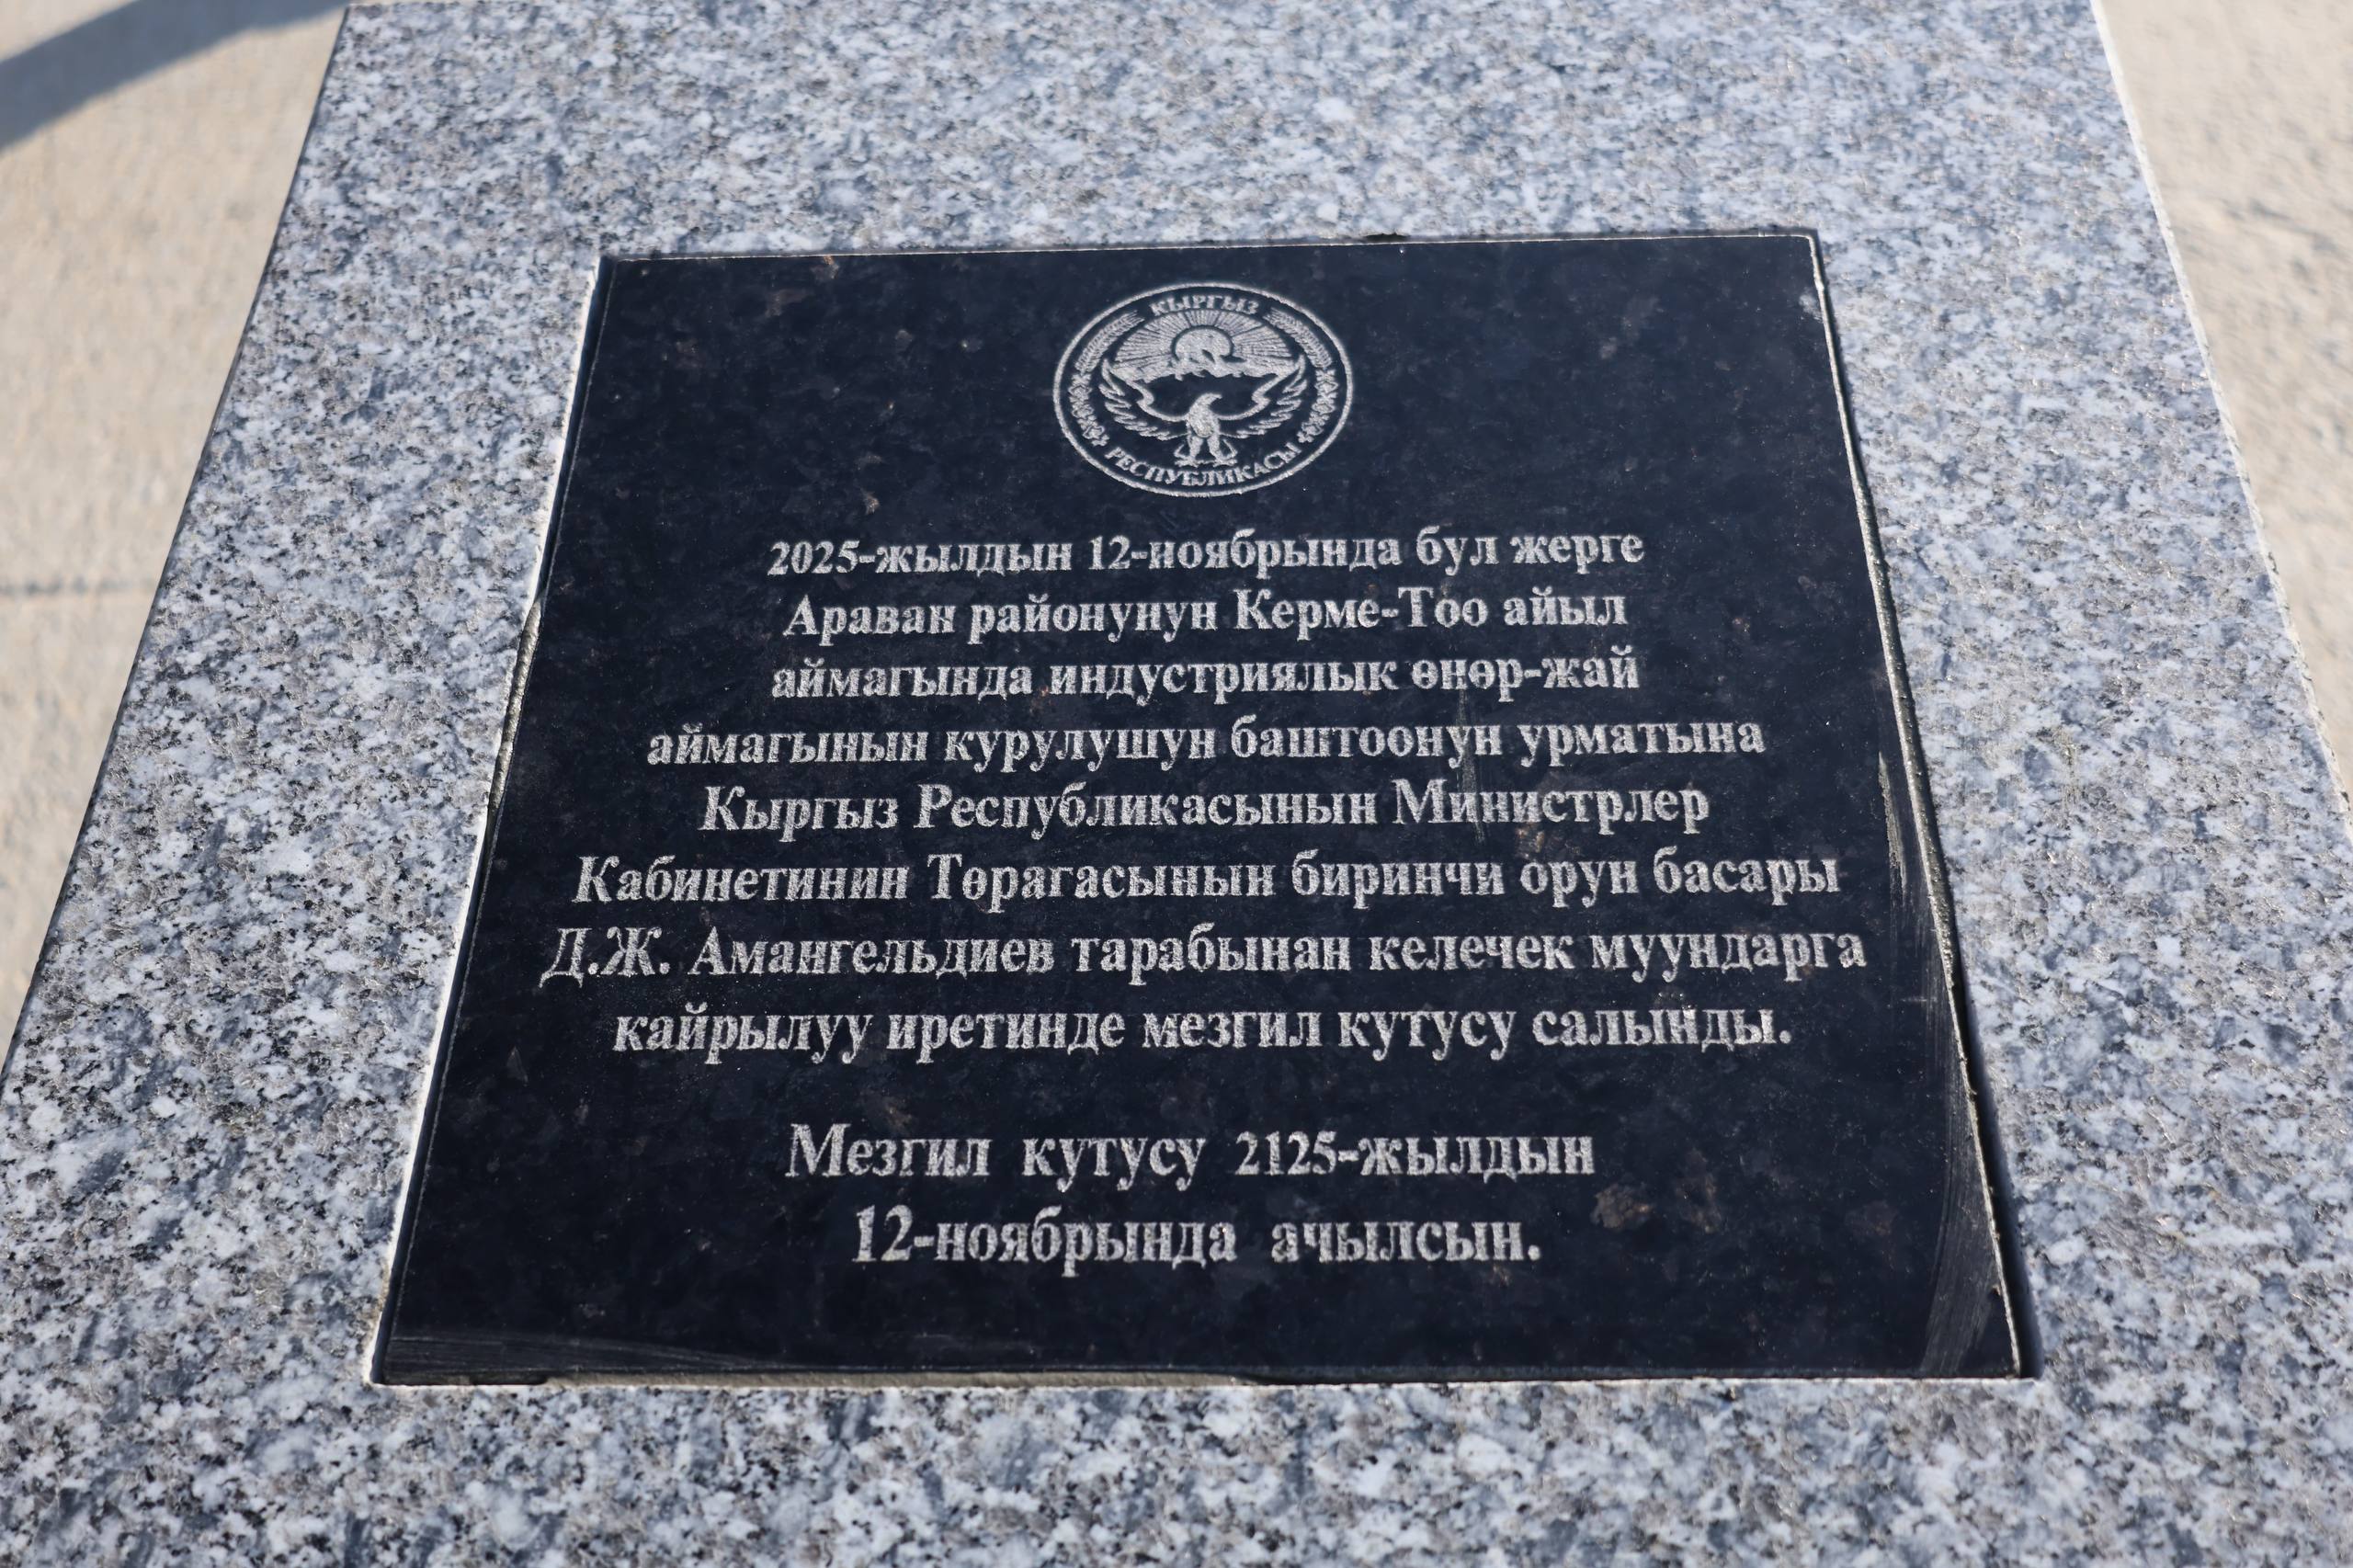 КЫРГЫЗ
РЕСПУБЛИКАСЫ
2025-жылдын 12-ноябрында бул жерге
Араван районунун Керме-Тоо айыл
аймагында индустриялык өнөр-жай
аймагынын курулушун баштоонун урматына
Кыргыз Республикасынын Министрлер
Кабинетинин Төрагасынын биринчи орун басары
Д.Ж. Амангельдиев тарабынан келечек муундарга
кайрылуу иретинде мезгил кутусу салынды.
Мезгил кутусу 2125-жылдын
12-ноябрында ачылсын.